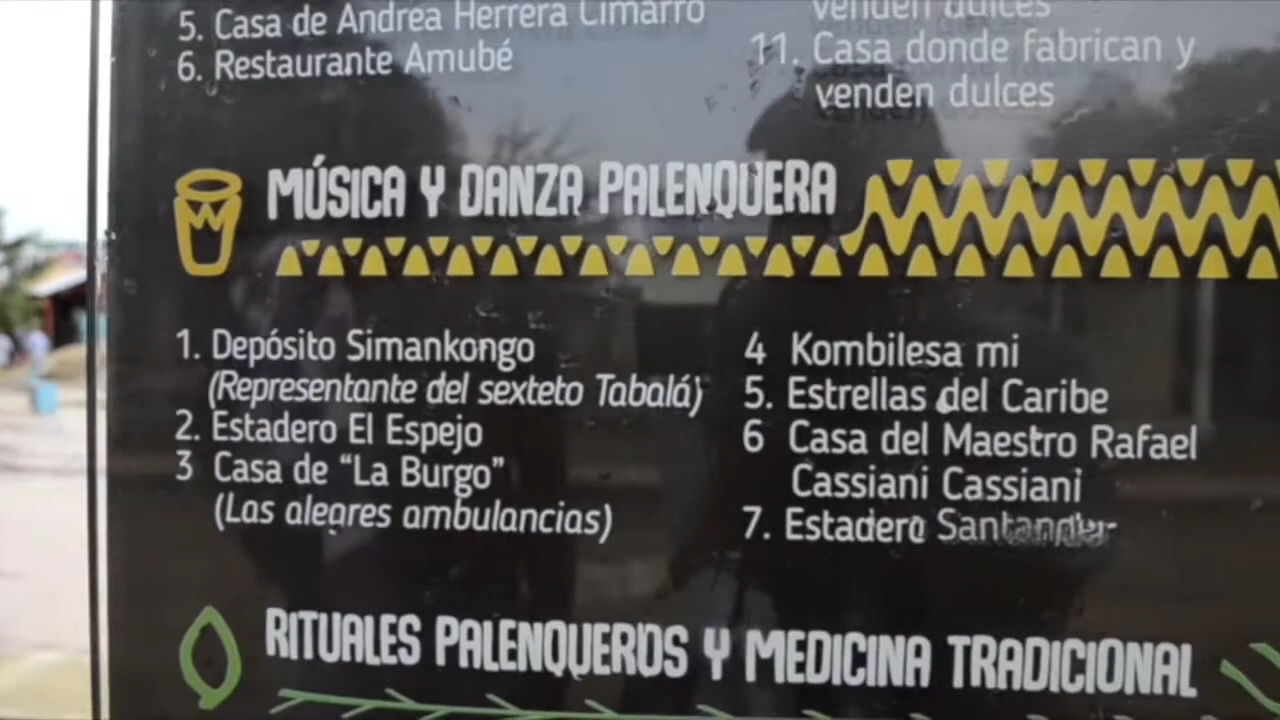 5. Casa de Andrea Herrera Cimarro
6. Restaurante Amubé
venden dulces
11. Casa donde fabrican y
venden dulces
MÚSICA Y DANZA PALENQUERA
1. Depósito Simankongo
(Representante del sexteto Tabalá)
2. Estadero El Espejo
3 Casa de “La Burgo”
(Las alegres ambulancias)
4 Kombilesa mi
5. Estrellas del Caribe
6 Casa del Maestro Rafael
Cassiani Cassiani
7. Estadero Santander
RITUALES PALENQUEROS Y MEDICINA TRADICIONAL